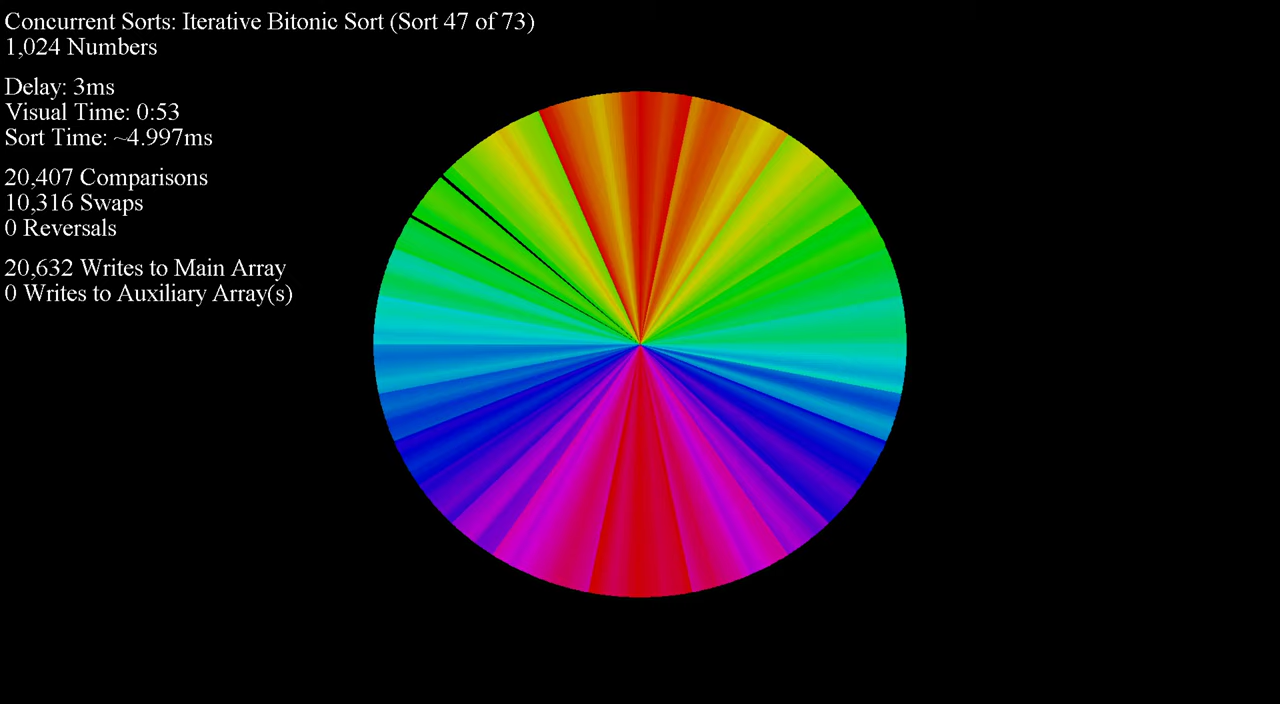 Concurrent Sorts: Iterative Bitonic Sort (Sort 47 of 73)
1,024 Numbers
Delay: 3ms
Visual Time: 0:53
Sort Time: ~4.997ms
20,407 Comparisons
10,316 Swaps
0 Reversals
20,632 Writes to Main Array
0 Writes to Auxiliary Array(s)